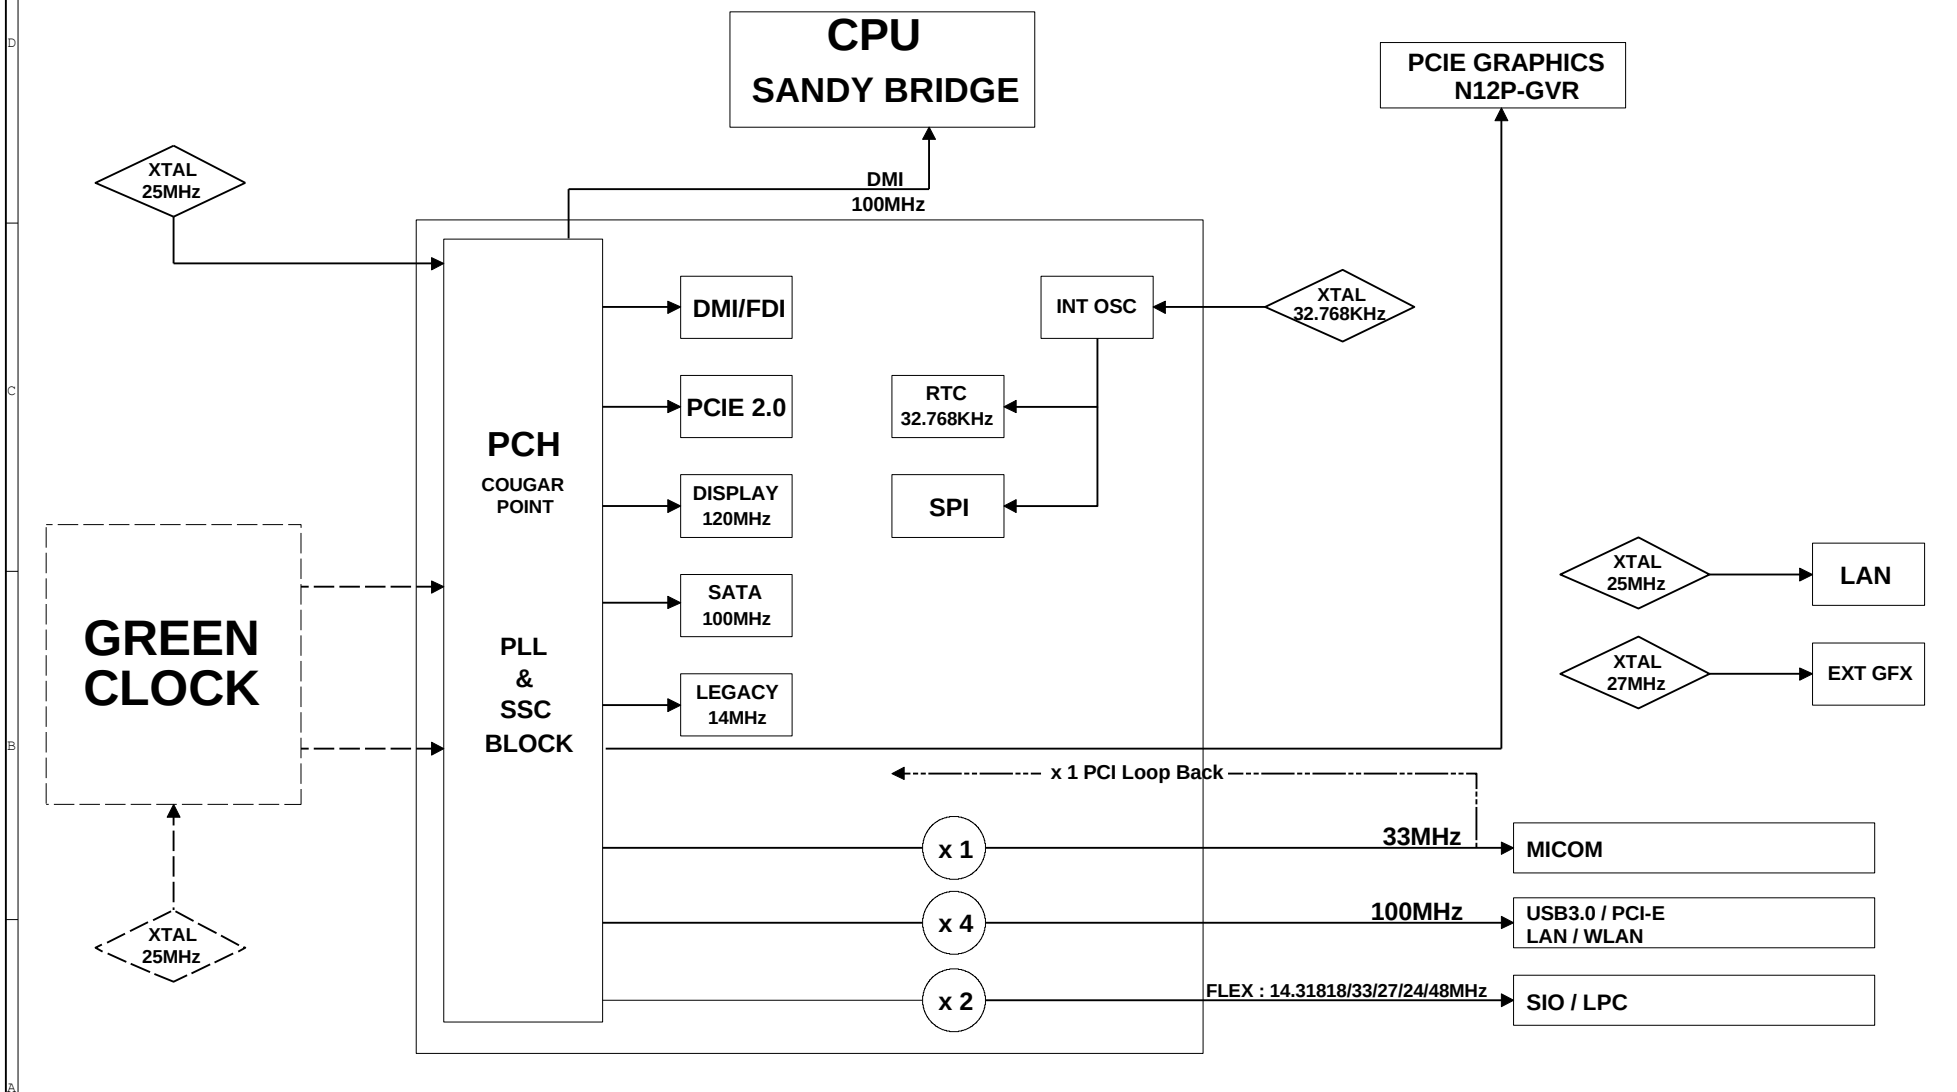 D
CPU
SANDY BRIDGE
PCIE GRAPHICS
N12P-GVR
XTAL
25MHz
DMI
100MHz
DMI/FDI
INT OSC
XTAL
32.768KHz
C
PCIE 2.0
RTC
32.768KHz
PCH
COUGAR
POINT
DISPLAY
120MHz
SPI
XTAL
25MHz
LAN
GREEN
CLOCK
SATA
100MHz
PLL
&
SSC
BLOCK
XTAL
27MHz
EXT GFX
LEGACY
14MHz
B
x 1 PCI Loop Back
x 1
33MHz
MICOM
x 4
100MHz
USB3.0 / PCI-E
LAN / WLAN
XTAL
25MHz
x 2
FLEX : 14.31818/33/27/24/48MHz
SIO / LPC
A